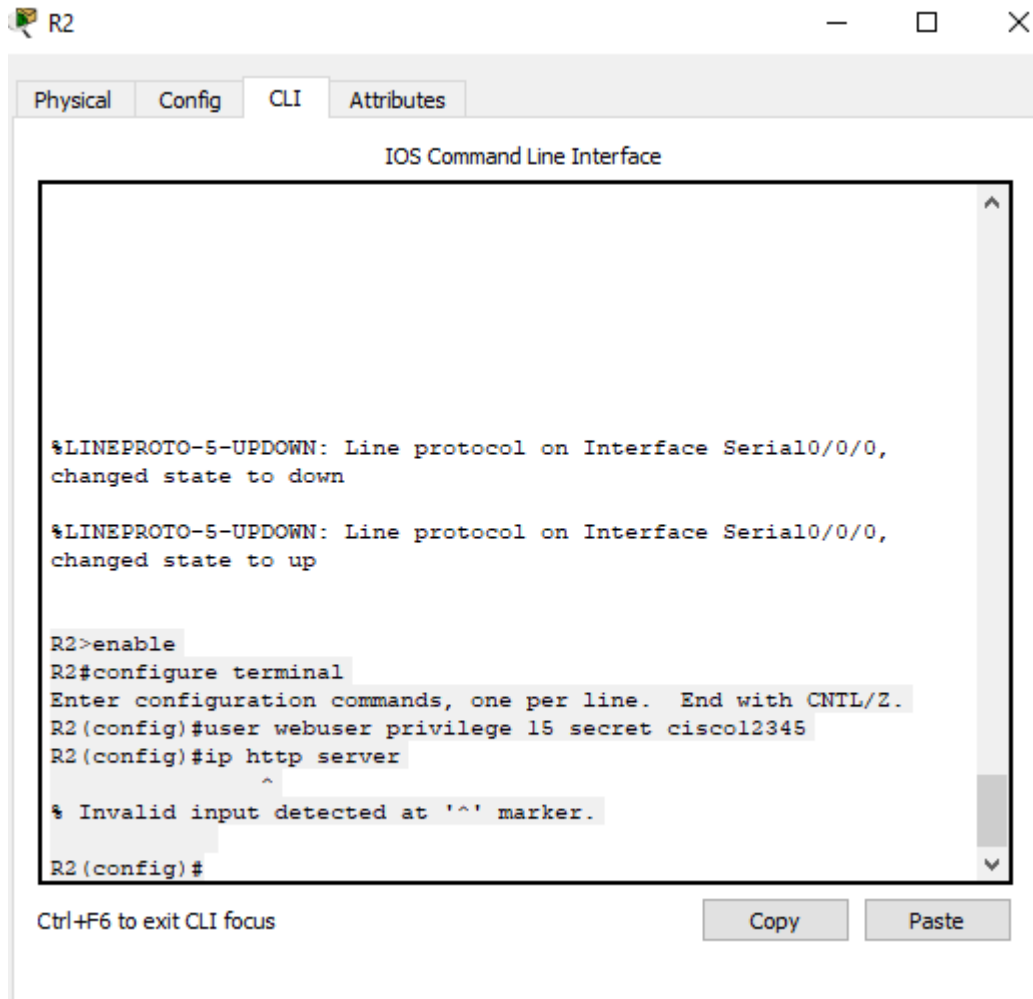 R2
Physical Config CLI Attributes
IOS Command Line Interface
%LINEPROTO-5-UPDOWN: Line protocol on Interface Serial0/0/0,
changed state to down
%LINEPROTO-5-UPDOWN: Line protocol on Interface Serial0/0/0,
changed state to up
R2>enable
R2#configure terminal
Enter configuration commands, one per line.  End with CNTL/Z.
R2(config)#user webuser privilege 15 secret cisco12345
R2(config)#ip http server
^
% Invalid input detected at '^' marker.
R2(config)#
Ctrl+F6 to exit CLI focus
Copy Paste